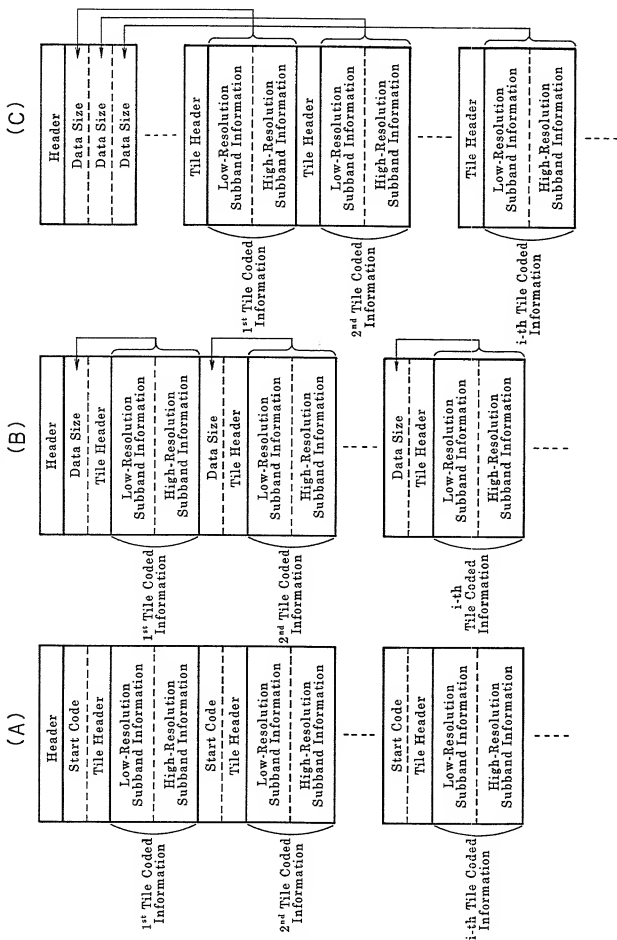 (A)
Header
Start Code
Tile Header
Low-Resolution
Subband Information
High-Resolution
Subband Information
1st Tile Coded
Information
Start Code
Tile Header
Low-Resolution
Subband Information
High-Resolution
Subband Information
2nd Tile Coded
Information
Start Code
Tile Header
Low-Resolution
Subband Information
High-Resolution
Subband Information
i-th Tile Coded
Information
(B)
Header
Data Size
Tile Header
Low-Resolution
Subband Information
High-Resolution
Subband Information
1st Tile Coded
Information
Data Size
Tile Header
Low-Resolution
Subband Information
High-Resolution
Subband Information
2nd Tile Coded
Information
Data Size
Tile Header
Low-Resolution
Subband Information
High-Resolution
Subband Information
i-th
Tile Coded
Information
(C)
Header
Data Size
Data Size
Data Size
Tile Header
Low-Resolution
Subband Information
High-Resolution
Subband Information
1st Tile Coded
Information
Tile Header
Low-Resolution
Subband Information
High-Resolution
Subband Information
2nd Tile Coded
Information
Tile Header
Low-Resolution
Subband Information
High-Resolution
Subband Information
i-th Tile Coded
Information